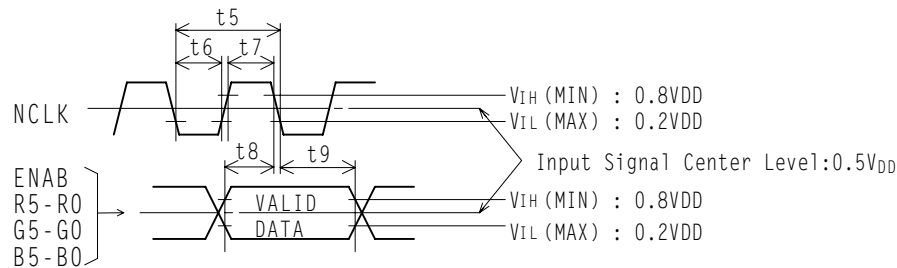 t5
t6 t7
NCLK
VIH (MIN) : 0.8VDD
VIL (MAX) : 0.2VDD
t8 t9
Input Signal Center Level:0.5VDD
ENAB
R5-R0
G5-G0
B5-B0
VALID
DATA
VIH (MIN) : 0.8VDD
VIL (MAX) : 0.2VDD